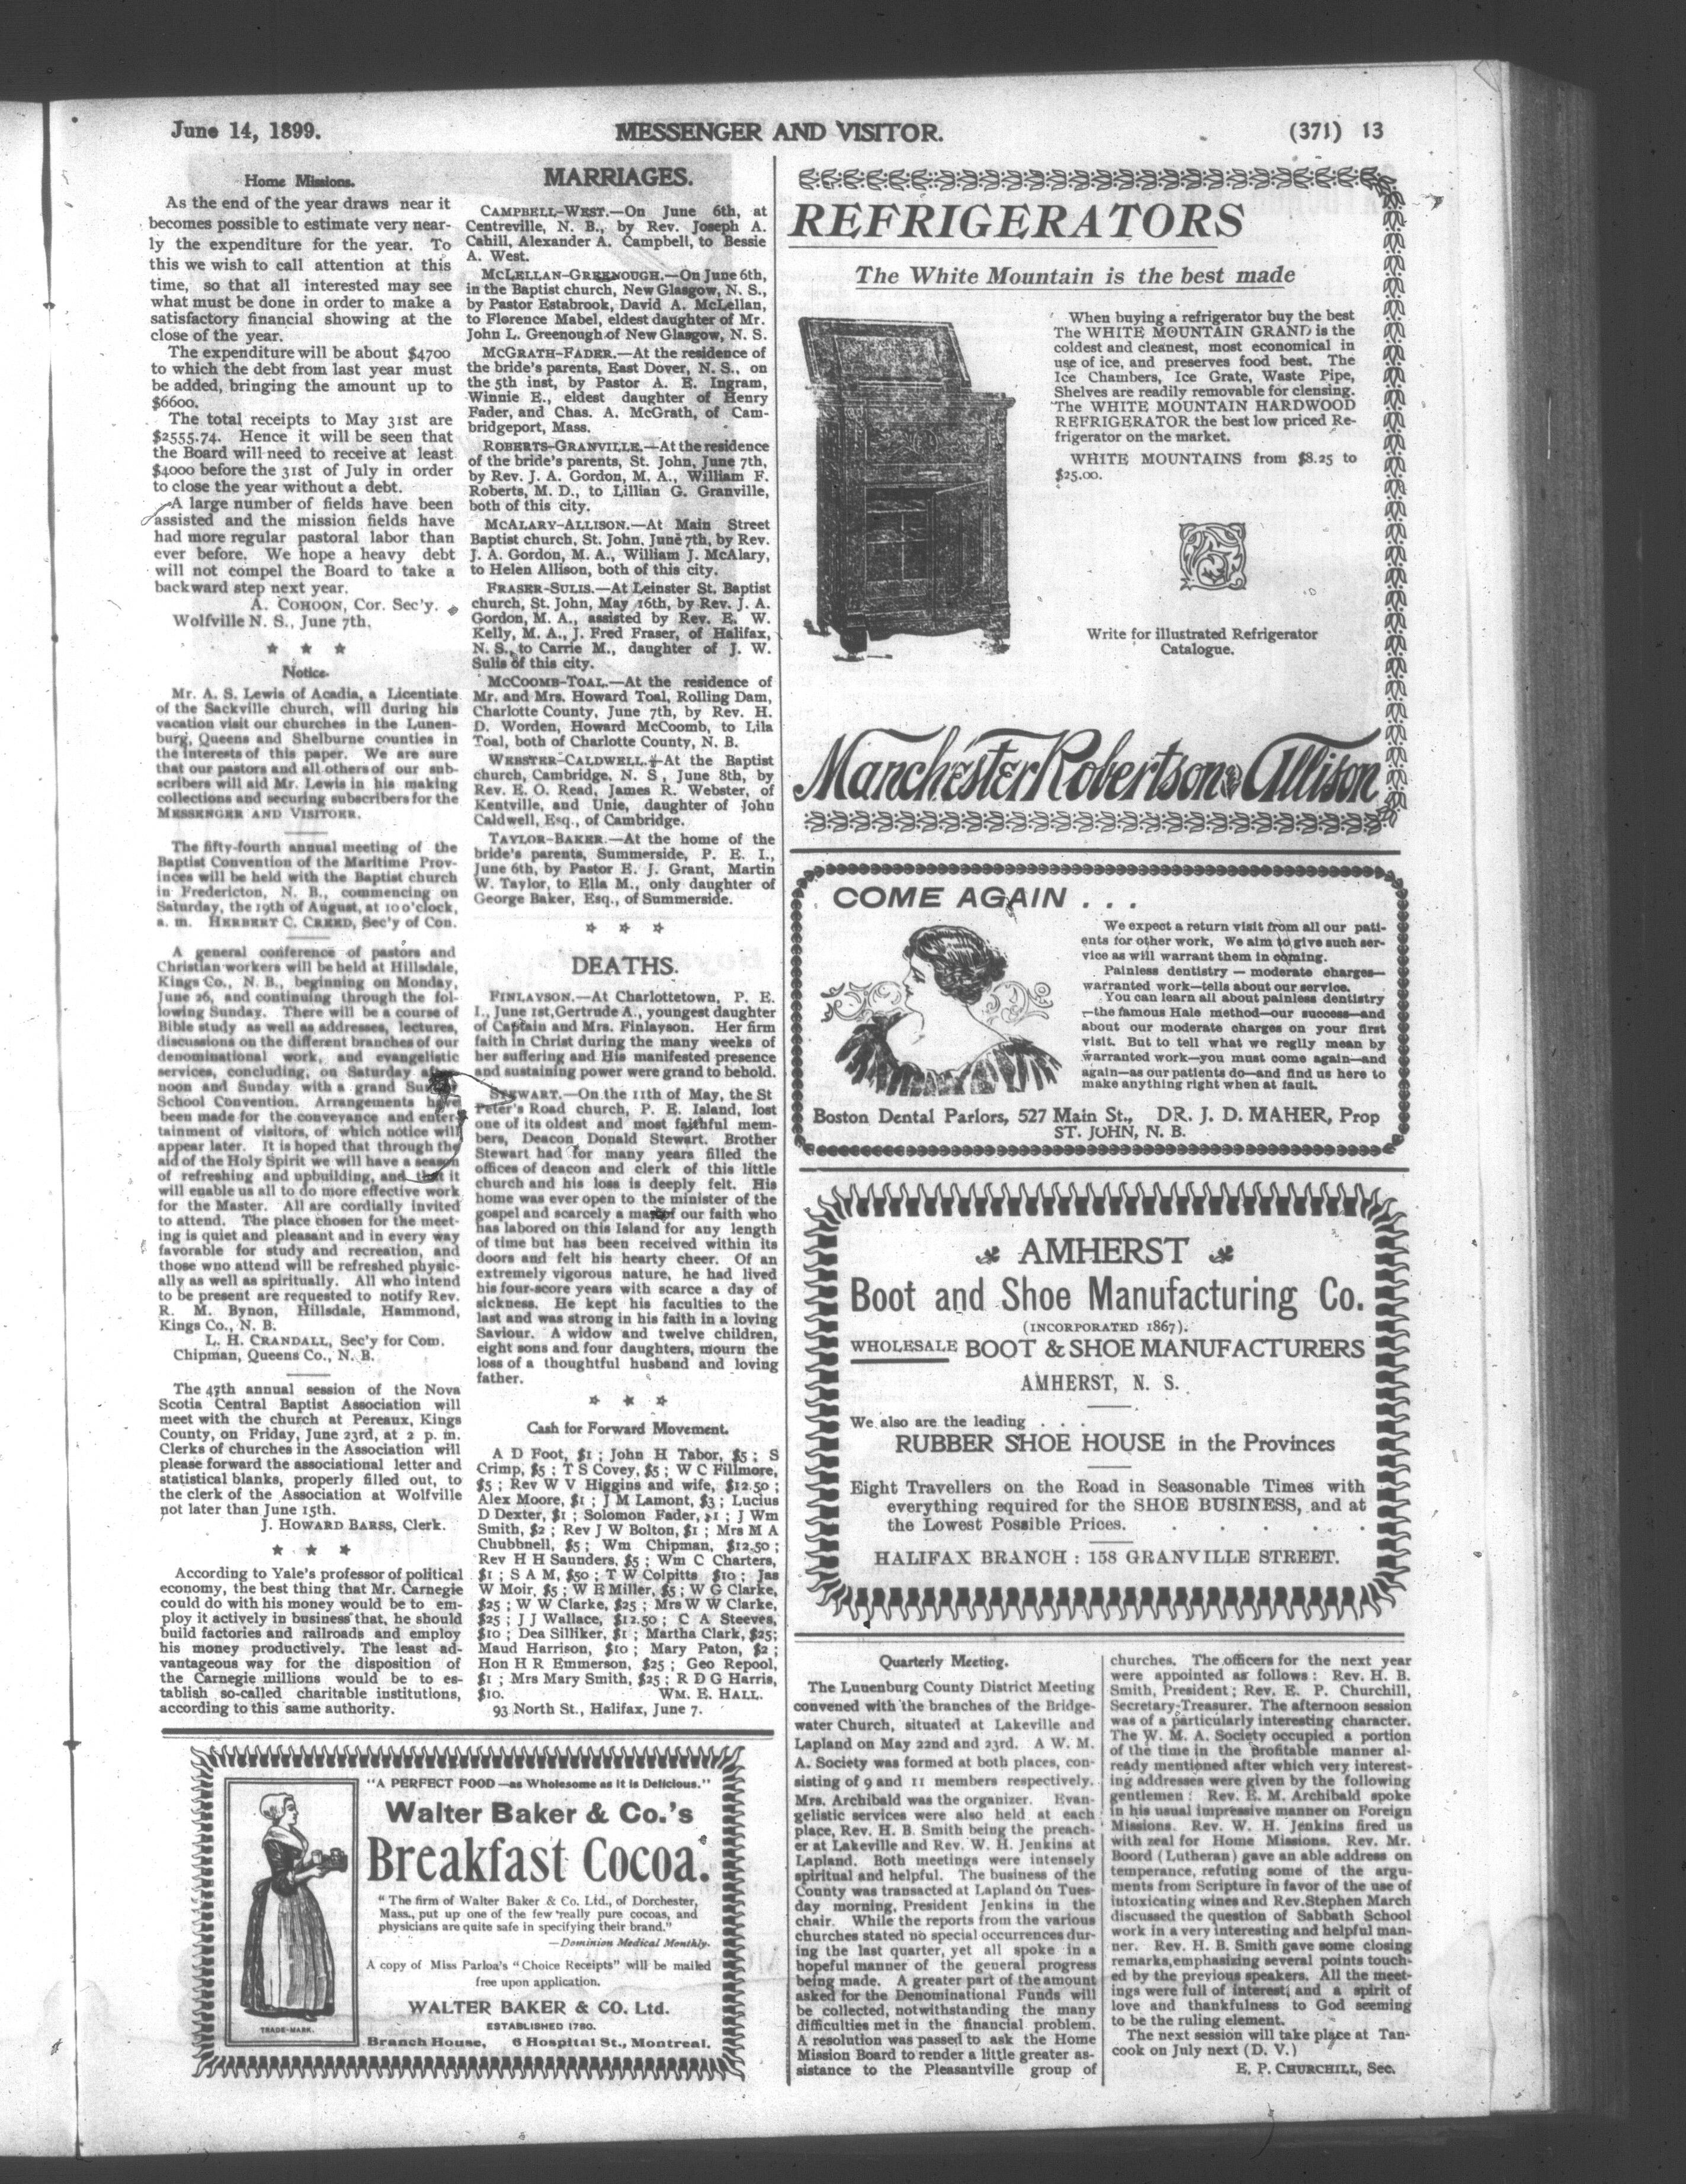 June 14, 1899.
MESSENGER AND VISITOR.
(371) 13
Home Missions.
As the end of the year draws near it
becomes possible to estimate very near-
ly the expenditure for the year. To
this we wish to call attention at this
time, so that all interested may see
what must be done in order to make a
satisfactory financial showing at the
close of the year.
The expenditure will be about $4700
to which the debt from last year must
be added, bringing the amount up to
$6600.
The total receipts to May 31st are
$2555.74. Hence it will be seen that
the Board will need to receive at least
$4000 before the 31st of July in order
to close the year without a debt.
A large number of fields have been
assisted and the mission fields have
had more regular pastoral labor than
ever before. We hope a heavy debt
will not compel the Board to take a
backward step next year.
A. COHOON, Cor. Sec'y.
Wolfville N. S., June 7th.
Notice.
Mr. A. S. Lewis of Acadia, a Licentiate
of the Sackville church, will during his
vacation visit our churches in the Lunen-
burg, Queens and Shelburne counties in
the interests of this paper. We are sure
that our pastors and all others of our sub-
scribers will aid Mr. Lewis in his making
collections and securing subscribers for the
MESSENGER AND VISITOR.
The fifty-fourth annual meeting of the
Baptist Convention of the Maritime Prov-
inces will be held with the Baptist church
in Fredericton, N. B., commencing on
Saturday, the 19th of August, at 10 o'clock,
a. m. HERBERT C. CREED, Sec'y of Con.
A general conference of pastors and
Christian workers will be held at Hillsdale,
Kings Co., N. B., beginning on Monday,
June 26, and continuing through the fol-
lowing Sunday. There will be a course of
Bible study as well as addresses, lectures,
discussions on the different branches of our
denominational work, and evangelistic
services, concluding, on Saturday after-
noon and Sunday with a grand Sunday
School Convention. Arrangements have
been made for the conveyance and enter-
tainment of visitors, of which notice will
appear later. It is hoped that through the
aid of the Holy Spirit we will have a season
of refreshing and upbuilding, and that it
will enable us all to do more effective work
for the Master. All are cordially invited
to attend. The place chosen for the meet-
ing is quiet and pleasant and in every way
favorable for study and recreation, and
those who attend will be refreshed physic-
ally as well as spiritually. All who intend
to be present are requested to notify Rev.
R. M. Bynon, Hillsdale, Hammond,
Kings Co., N. B.
L. H. CRANDALL, Sec'y for Com.
Chipman, Queens Co., N. B.
The 47th annual session of the Nova
Scotia Central Baptist Association will
meet with the church at Pereaux, Kings
County, on Friday, June 23rd, at 2 p. m.
Clerks of churches in the Association will
please forward the associational letter and
statistical blanks, properly filled out, to
the clerk of the Association at Wolfville
not later than June 15th.
J. HOWARD BARSS, Clerk.
According to Yale's professor of political
economy, the best thing that Mr. Carnegie
could do with his money would be to em-
ploy it actively in business that, he should
build factories and railroads and employ
his money productively. The least ad-
vantageous way for the disposition of
the Carnegie millions would be to es-
tablish so-called charitable institutions,
according to this same authority.
MARRIAGES.
CAMPBELL-WEST.—On June 6th, at
Centreville, N. B., by Rev. Joseph A.
Cahill, Alexander A. Campbell, to Bessie
A. West.
MCLELLAN-GREENOUGH.—On June 6th,
in the Baptist church, New Glasgow, N. S.,
by Pastor Estabrook, David A. McLellan,
to Florence Mabel, eldest daughter of Mr.
John L. Greenough of New Glasgow, N. S.
MCGRATH-FADER.—At the residence of
the bride's parents, East Dover, N. S., on
the 5th inst, by Pastor A. E. Ingram,
Winnie E., eldest daughter of Henry
Fader, and Chas. A. McGrath, of Cam-
bridgeport, Mass.
ROBERTS-GRANVILLE.—At the residence
of the bride's parents, St. John, June 7th,
by Rev. J. A. Gordon, M. A., William F.
Roberts, M. D., to Lillian G. Granville,
both of this city.
MCALARY-ALLISON.—At Main Street
Baptist church, St. John, June 7th, by Rev.
J. A. Gordon, M. A., William J. McAlary,
to Helen Allison, both of this city.
FRASER-SULIS.—At Leinster St. Baptist
church, St. John, May 16th, by Rev. J. A.
Gordon, M. A., assisted by Rev. E. W.
Kelly, M. A., J. Fred Fraser, of Halifax,
N. S., to Carrie M., daughter of J. W.
Sulis of this city.
MCCOOMB-TOAL.—At the residence of
Mr. and Mrs. Howard Toal, Rolling Dam,
Charlotte County, June 7th, by Rev. H.
D. Worden, Howard McCoomb, to Lila
Toal, both of Charlotte County, N. B.
WEBSTER-CALDWELL.—At the Baptist
church, Cambridge, N. S , June 8th, by
Rev. E. O. Read, James R. Webster, of
Kentville, and Unie, daughter of John
Caldwell, Esq., of Cambridge.
TAYLOR-BAKER.—At the home of the
bride's parents, Summerside, P. E. I.,
June 6th, by Pastor E. J. Grant, Martin
W. Taylor, to Ella M., only daughter of
George Baker, Esq., of Summerside.
DEATHS.
FINLAYSON.—At Charlottetown, P. E.
I., June 1st, Gertrude A., youngest daughter
of Captain and Mrs. Finlayson. Her firm
faith in Christ during the many weeks of
her suffering and His manifested presence
and sustaining power were grand to behold.
STEWART.—On the 11th of May, the St
Peter's Road church, P. E. Island, lost
one of its oldest and most faithful mem-
bers, Deacon Donald Stewart. Brother
Stewart had for many years filled the
offices of deacon and clerk of this little
church and his loss is deeply felt. His
home was ever open to the minister of the
gospel and scarcely a man of our faith who
has labored on this Island for any length
of time but has been received within its
doors and felt his hearty cheer. Of an
extremely vigorous nature, he had lived
his four-score years with scarce a day of
sickness. He kept his faculties to the
last and was strong in his faith in a loving
Saviour. A widow and twelve children,
eight sons and four daughters, mourn the
loss of a thoughtful husband and loving
father.
Cash for Forward Movement.
A D Foot, $1 ; John H Tabor, $5 ; S
Crimp, $5 ; T S Covey, $5 ; W C Fillmore,
$5 ; Rev W V Higgins and wife, $12.50 ;
Alex Moore, $1 ; J M Lamont, $3 ; Lucius
D Dexter, $1 ; Solomon Fader, $1 ; J Wm
Smith, $2 ; Rev J W Bolton, $1 ; Mrs M A
Chubbnell, $5 ; Wm Chipman, $12.50 ;
Rev H H Saunders, $5 ; Wm C Charters,
$1 ; S A M, $50 ; T W Colpitts $10 ; Jas
W Moir, $5 ; W E Miller, $5 ; W G Clarke,
$25 ; W W Clarke, $25 ; Mrs W W Clarke,
$25 ; J J Wallace, $12.50 ; C A Steeves,
$10 ; Dea Silliker, $1 ; Martha Clark, $25;
Maud Harrison, $10 ; Mary Paton, $2 ;
Hon H R Emmerson, $25 ; Geo Repool,
$1 ; Mrs Mary Smith, $25 ; R D G Harris,
$10. WM. E. HALL.
93 North St., Halifax, June 7.
"A PERFECT FOOD—as Wholesome as it is Delicious."
Walter Baker & Co.'s
Breakfast Cocoa.
"The firm of Walter Baker & Co. Ltd., of Dorchester,
Mass., put up one of the few really pure cocoas, and
physicians are quite safe in specifying their brand."
—Dominion Medical Monthly.
A copy of Miss Parloa's "Choice Receipts" will be mailed
free upon application.
WALTER BAKER & CO. Ltd.
ESTABLISHED 1780.
Branch House, 6 Hospital St., Montreal.
TRADE-MARK.
REFRIGERATORS
The White Mountain is the best made
When buying a refrigerator buy the best
The WHITE MOUNTAIN GRAND is the
coldest and cleanest, most economical in
use of ice, and preserves food best. The
Ice Chambers, Ice Grate, Waste Pipe,
Shelves are readily removable for clensing.
The WHITE MOUNTAIN HARDWOOD
REFRIGERATOR the best low priced Re-
frigerator on the market.
WHITE MOUNTAINS from $8.25 to
$25.00.
Write for illustrated Refrigerator
Catalogue.
Manchester Robertson & Allison
COME AGAIN . . .
We expect a return visit from all our pati-
ents for other work, We aim to give such ser-
vice as will warrant them in coming.
Painless dentistry — moderate charges—
warranted work—tells about our service.
You can learn all about painless dentistry
—the famous Hale method—our success—and
about our moderate charges on your first
visit. But to tell what we reglly mean by
warranted work—you must come again—and
again—as our patients do—and find us here to
make anything right when at fault.
Boston Dental Parlors, 527 Main St., DR. J. D. MAHER, Prop
ST. JOHN, N. B.
AMHERST
Boot and Shoe Manufacturing Co.
(INCORPORATED 1867).
WHOLESALE BOOT & SHOE MANUFACTURERS
AMHERST, N. S.
We also are the leading . . .
RUBBER SHOE HOUSE in the Provinces
Eight Travellers on the Road in Seasonable Times with
everything required for the SHOE BUSINESS, and at
the Lowest Possible Prices. . . . . .
HALIFAX BRANCH : 158 GRANVILLE STREET.
Quarterly Meeting.
The Lunenburg County District Meeting
convened with the branches of the Bridge-
water Church, situated at Lakeville and
Lapland on May 22nd and 23rd. A W. M.
A. Society was formed at both places, con-
sisting of 9 and 11 members respectively.
Mrs. Archibald was the organizer. Evan-
gelistic services were also held at each
place, Rev. H. B. Smith being the preach-
er at Lakeville and Rev. W. H. Jenkins at
Lapland. Both meetings were intensely
spiritual and helpful. The business of the
County was transacted at Lapland on Tues-
day morning, President Jenkins in the
chair. While the reports from the various
churches stated no special occurrences dur-
ing the last quarter, yet all spoke in a
hopeful manner of the general progress
being made. A greater part of the amount
asked for the Denominational Funds will
be collected, notwithstanding the many
difficulties met in the financial problem.
A resolution was passed to ask the Home
Mission Board to render a little greater as-
sistance to the Pleasantville group of
churches. The officers for the next year
were appointed as follows : Rev. H. B.
Smith, President ; Rev. E. P. Churchill,
Secretary-Treasurer. The afternoon session
was of a particularly interesting character.
The W. M. A. Society occupied a portion
of the time in the profitable manner al-
ready mentioned after which very interest-
ing addresses were given by the following
gentlemen : Rev. E. M. Archibald spoke
in his usual impressive manner on Foreign
Missions. Rev. W. H. Jenkins fired us
with zeal for Home Missions. Rev. Mr.
Boord (Lutheran) gave an able address on
temperance, refuting some of the argu-
ments from Scripture in favor of the use of
intoxicating wines and Rev. Stephen March
discussed the question of Sabbath School
work in a very interesting and helpful man-
ner. Rev. H. B. Smith gave some closing
remarks, emphasizing several points touch-
ed by the previous speakers. All the meet-
ings were full of interest, and a spirit of
love and thankfulness to God seeming
to be the ruling element.
The next session will take place at Tan-
cook on July next (D. V.)
E. P. CHURCHILL, Sec.